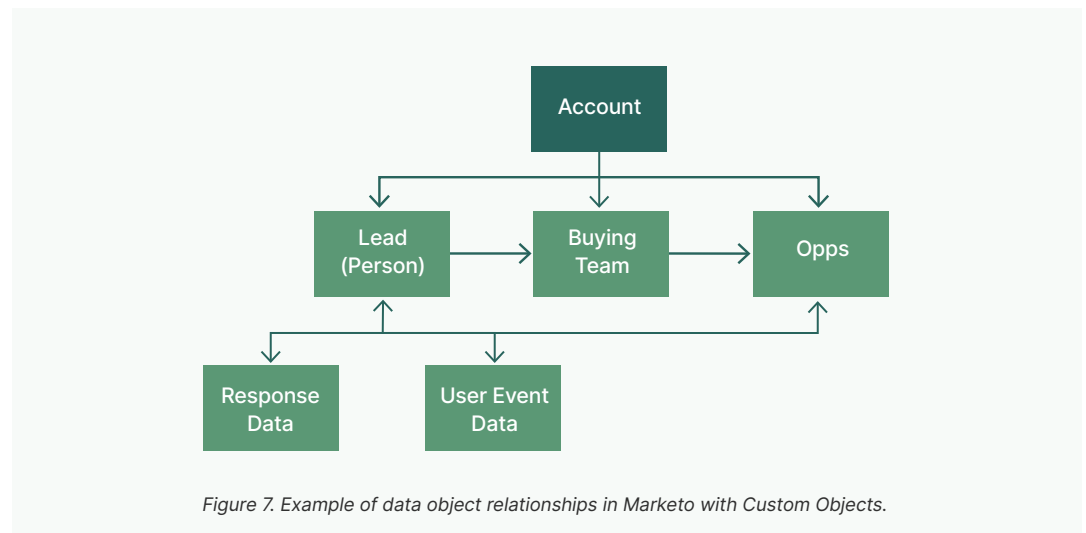 Account
Lead
(Person)
Buying
Team
Opps
Response
Data
User Event
Data
Figure 7. Example of data object relationships in Marketo with Custom Objects.